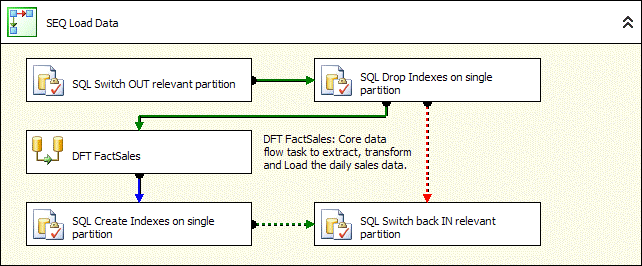 SEQ Load Data
SQL Switch OUT relevant partition
SQL Drop Indexes on single
partition
DFT FactSales
DFT FactSales: Core data
flow task to extract, transform
and Load the daily sales data.
SQL Create Indexes on single
partition
SQL Switch back IN relevant
partition